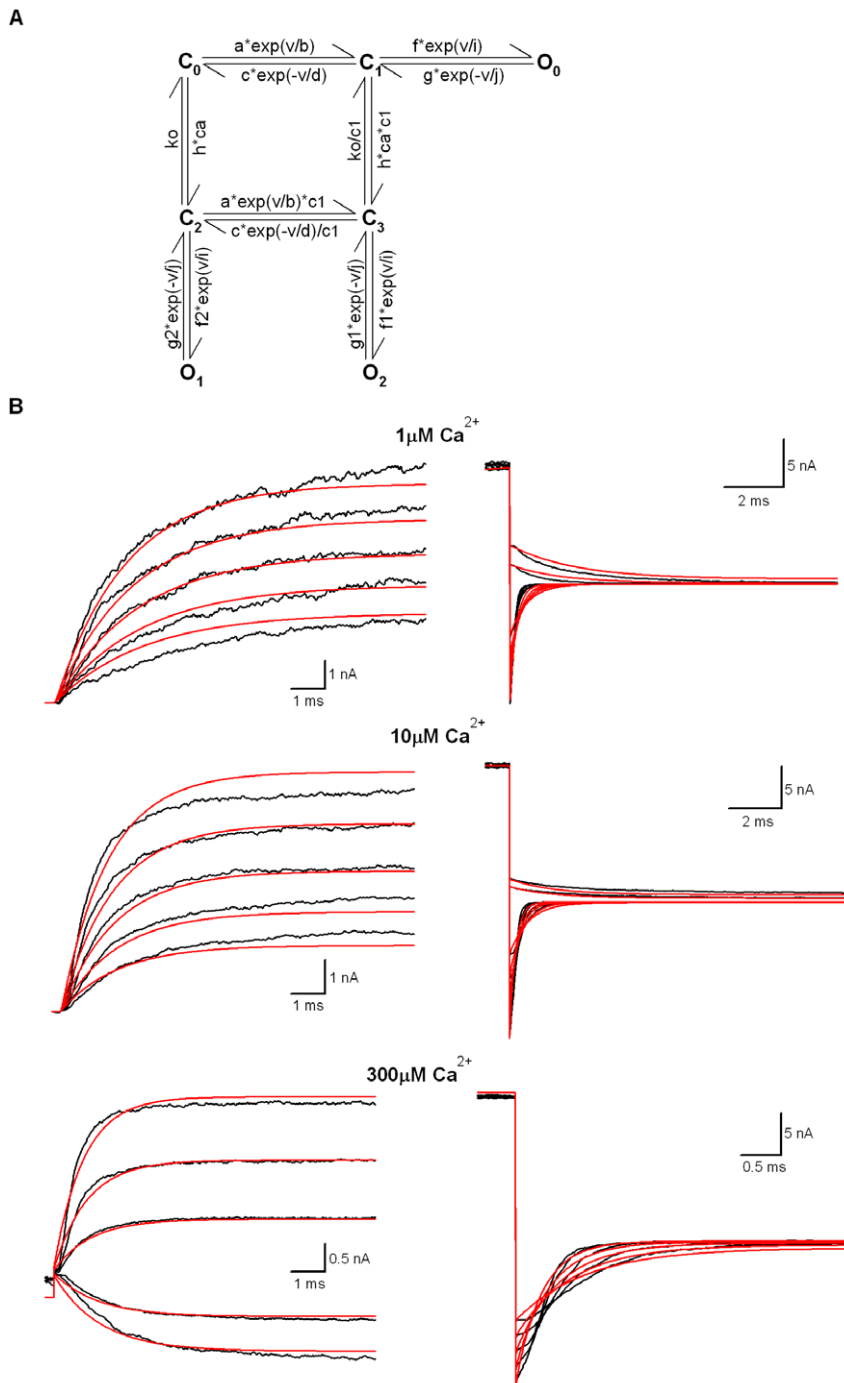 A
a*exp(v/b)
f*exp(v/i)
C0
C1
O0
c*exp(-v/d)
g*exp(-v/j)
ko
h*ca
ko/c1
h*ca*c1
a*exp(v/b)*c1
C2
C3
c*exp(-v/d)/c1
g2*exp(-v/j)
f2*exp(v/i)
g1*exp(-v/j)
f1*exp(v/i)
O1
O2
B
1μM Ca2+
5 nA
2 ms
1 nA
1 ms
10μM Ca2+
5 nA
2 ms
1 nA
1 ms
300μM Ca2+
5 nA
0.5 ms
0.5 nA
1 ms